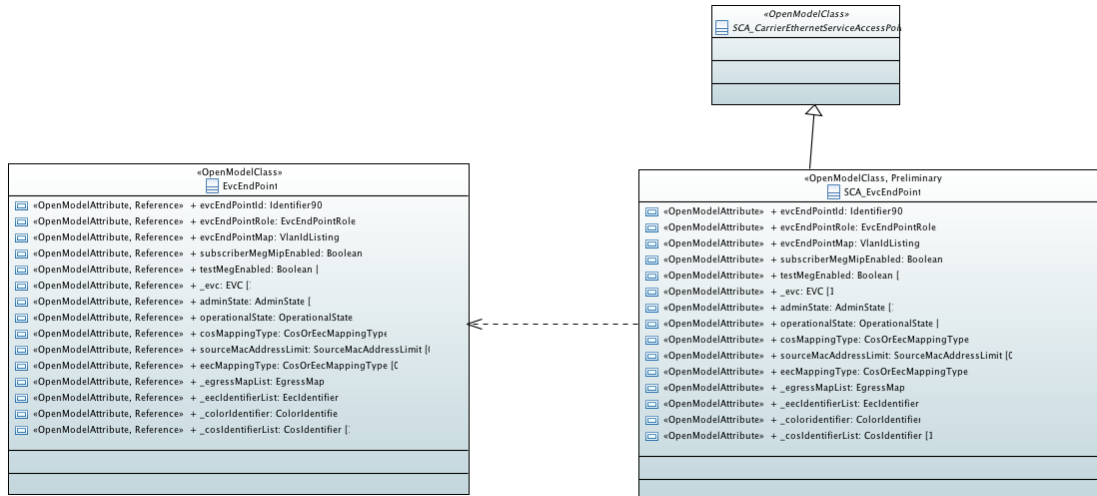 «OpenModelClass»
SCA_CarrierEthernetServiceAccessPoi
«OpenModelClass»
EvcEndPoint
«OpenModelAttribute, Reference» + evcEndPointId: Identifier90
«OpenModelAttribute, Reference» + evcEndPointRole: EvcEndPointRole
«OpenModelAttribute, Reference» + evcEndPointMap: VlanIdListing
«OpenModelAttribute, Reference» + subscriberMegMipEnabled: Boolean
«OpenModelAttribute, Reference» + testMegEnabled: Boolean [
«OpenModelAttribute, Reference» + _evc: EVC [
«OpenModelAttribute, Reference» + adminState: AdminState [
«OpenModelAttribute, Reference» + operationalState: OperationalState
«OpenModelAttribute, Reference» + cosMappingType: CosOrEecMappingType
«OpenModelAttribute, Reference» + sourceMacAddressLimit: SourceMacAddressLimit [
«OpenModelAttribute, Reference» + eecMappingType: CosOrEecMappingType [0
«OpenModelAttribute, Reference» + _egressMapList: EgressMap
«OpenModelAttribute, Reference» + _eecIdentifierList: EecIdentifier
«OpenModelAttribute, Reference» + _colorIdentifier: ColorIdentifie
«OpenModelAttribute, Reference» + _cosIdentifierList: CosIdentifier [
«OpenModelClass, Preliminary
SCA_EvcEndPoint
«OpenModelAttribute» + evcEndPointId: Identifier90
«OpenModelAttribute» + evcEndPointRole: EvcEndPointRole
«OpenModelAttribute» + evcEndPointMap: VlanIdListing
«OpenModelAttribute» + subscriberMegMipEnabled: Boolean
«OpenModelAttribute» + testMegEnabled: Boolean [
«OpenModelAttribute» + _evc: EVC [1
«OpenModelAttribute» + adminState: AdminState [
«OpenModelAttribute» + operationalState: OperationalState [
«OpenModelAttribute» + cosMappingType: CosOrEecMappingType
«OpenModelAttribute» + sourceMacAddressLimit: SourceMacAddressLimit [0
«OpenModelAttribute» + eecMappingType: CosOrEecMappingType
«OpenModelAttribute» + _egressMapList: EgressMap
«OpenModelAttribute» + _eecIdentifierList: EecIdentifier
«OpenModelAttribute» + _coloridentifier: ColorIdentifier
«OpenModelAttribute» + _cosIdentifierList: CosIdentifier [1